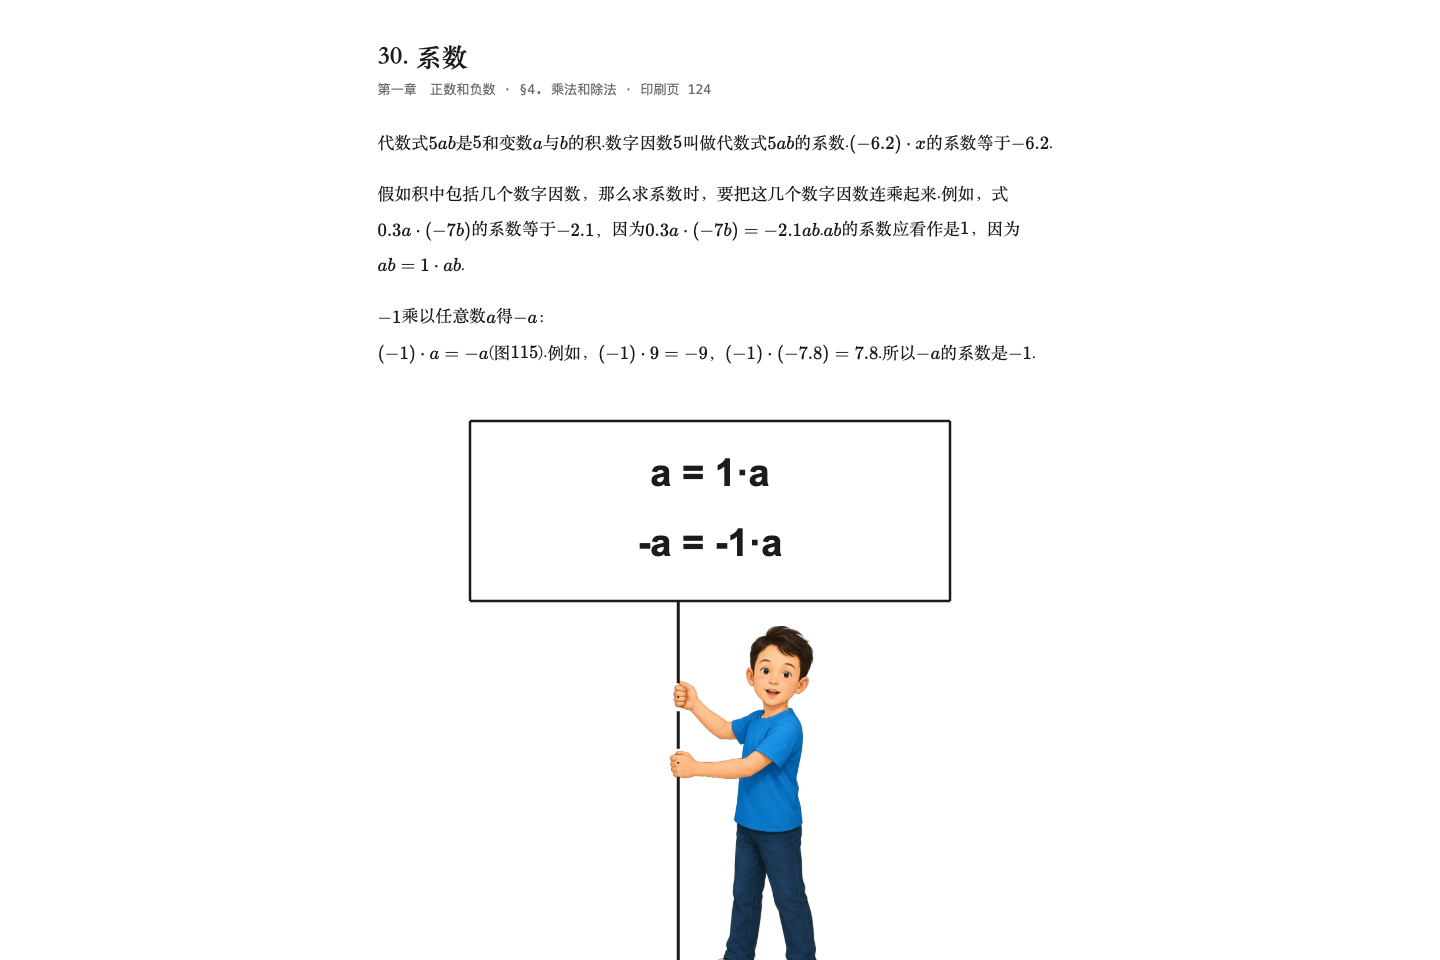 30. 系数
第一章　正数和负数 · §4. 乘法和除法 · 印刷页 124
代数式5ab是5和变数a与b的积.数字因数5叫做代数式5ab的系数.(−6.2) · x的系数等于−6.2.
假如积中包括几个数字因数，那么求系数时，要把这几个数字因数连乘起来.例如，式
0.3a · (−7b)的系数等于−2.1，因为0.3a · (−7b) = −2.1ab.ab的系数应看作是1，因为
ab = 1 · ab.
−1乘以任意数a得−a：
(−1) · a = −a(图115).例如，(−1) · 9 = −9，(−1) · (−7.8) = 7.8.所以−a的系数是−1.
a = 1·a
-a = -1·a